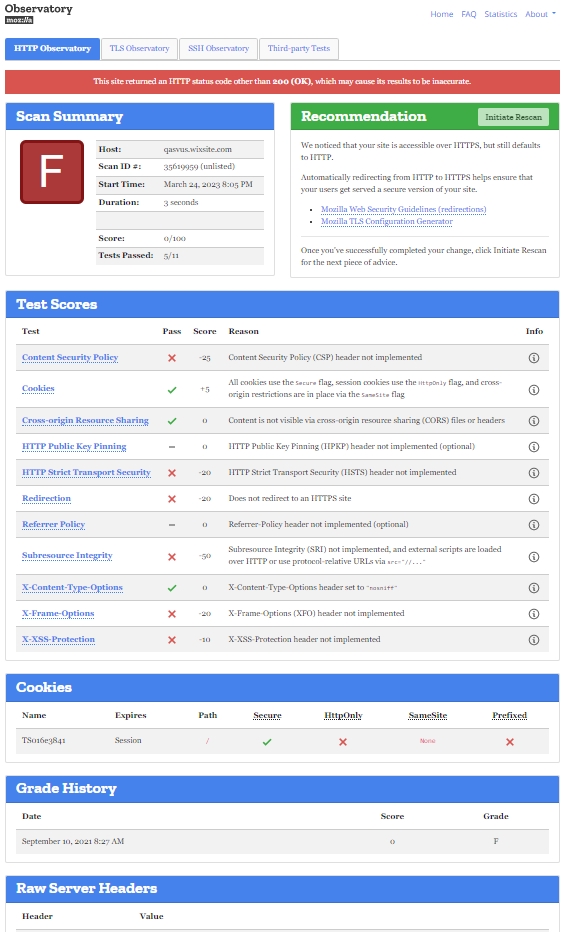 Observatory
moz://a
Home FAQ Statistics About
HTTP Observatory TLS Observatory SSH Observatory Third-party Tests
This site returned an HTTP status code other than 200 (OK), which may cause its results to be inaccurate.
Scan Summary
F
Host: qasvus.wixsite.com
Scan ID #: 35619959 (unlisted)
Start Time: March 24, 2023 8:05 PM
Duration: 3 seconds
Score: 0/100
Tests Passed: 5/11
Recommendation Initiate Rescan
We noticed that your site is accessible over HTTPS, but still defaults
to HTTP.
Automatically redirecting from HTTP to HTTPS helps ensure that
your users get served a secure version of your site.
Mozilla Web Security Guidelines (redirections)
Mozilla TLS Configuration Generator
Once you've successfully completed your change, click Initiate Rescan
for the next piece of advice.
Test Scores
Test Pass Score Reason Info
Content Security Policy -25 Content Security Policy (CSP) header not implemented
Cookies +5 All cookies use the Secure flag, session cookies use the HttpOnly flag, and cross-
origin restrictions are in place via the SameSite flag
Cross-origin Resource Sharing 0 Content is not visible via cross-origin resource sharing (CORS) files or headers
HTTP Public Key Pinning – 0 HTTP Public Key Pinning (HPKP) header not implemented (optional)
HTTP Strict Transport Security -20 HTTP Strict Transport Security (HSTS) header not implemented
Redirection -20 Does not redirect to an HTTPS site
Referrer Policy – 0 Referrer-Policy header not implemented (optional)
Subresource Integrity -50 Subresource Integrity (SRI) not implemented, and external scripts are loaded
over HTTP or use protocol-relative URLs via src="//..."
X-Content-Type-Options 0 X-Content-Type-Options header set to "nosniff"
X-Frame-Options -20 X-Frame-Options (XFO) header not implemented
X-XSS-Protection -10 X-XSS-Protection header not implemented
Cookies
Name Expires Path Secure HttpOnly SameSite Prefixed
TS016e3841 Session / None
Grade History
Date Score Grade
September 10, 2021 8:27 AM 0 F
Raw Server Headers
Header Value